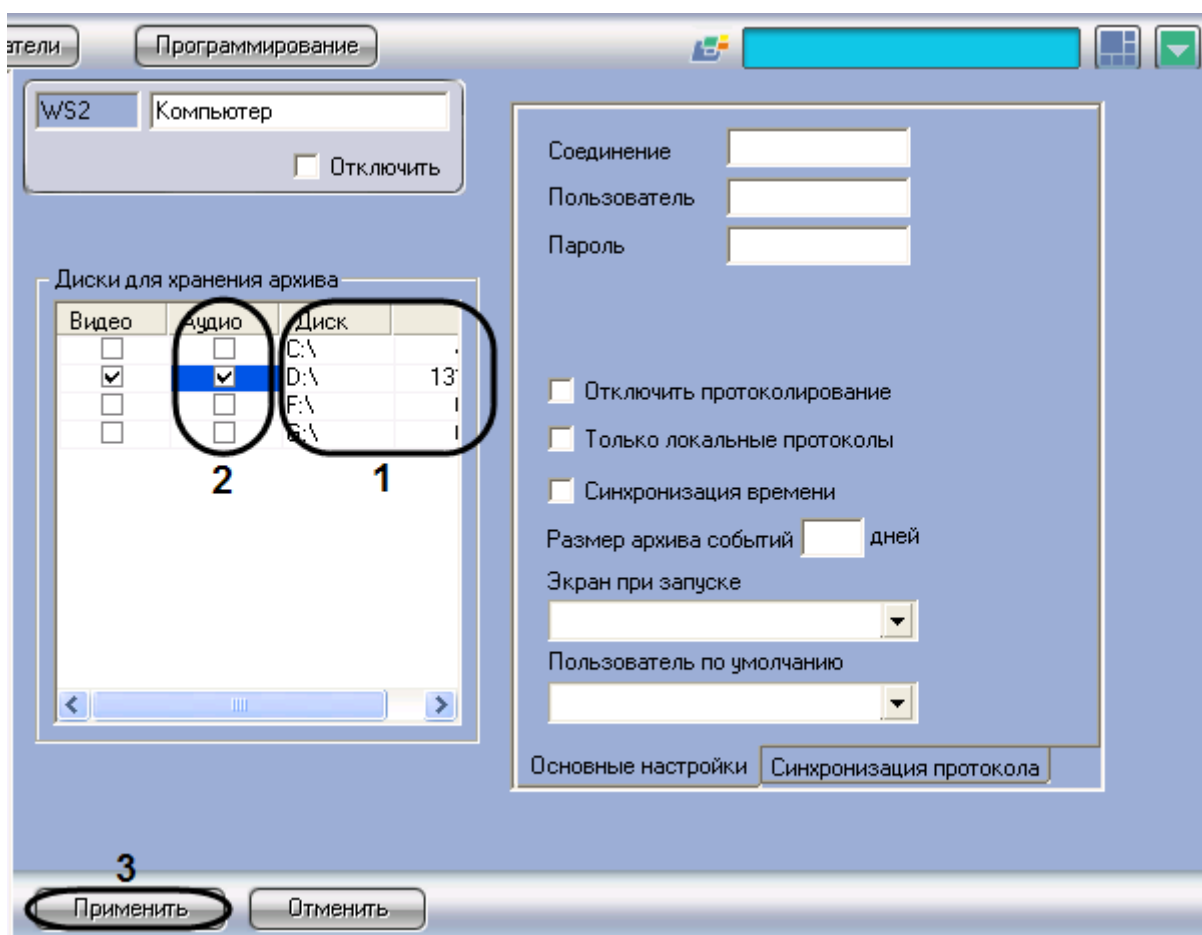 атели Программирование
WS2 Компьютер
Отключить
Соединение
Пользователь
Пароль
Диски для хранения архива
Видео Аудио Диск
C:\
D:\ 13
F:\
G:\
2 1
Отключить протоколирование
Только локальные протоколы
Синхронизация времени
Размер архива событий дней
Экран при запуске
Пользователь по умолчанию
Основные настройки Синхронизация протокола
3
Применить Отменить